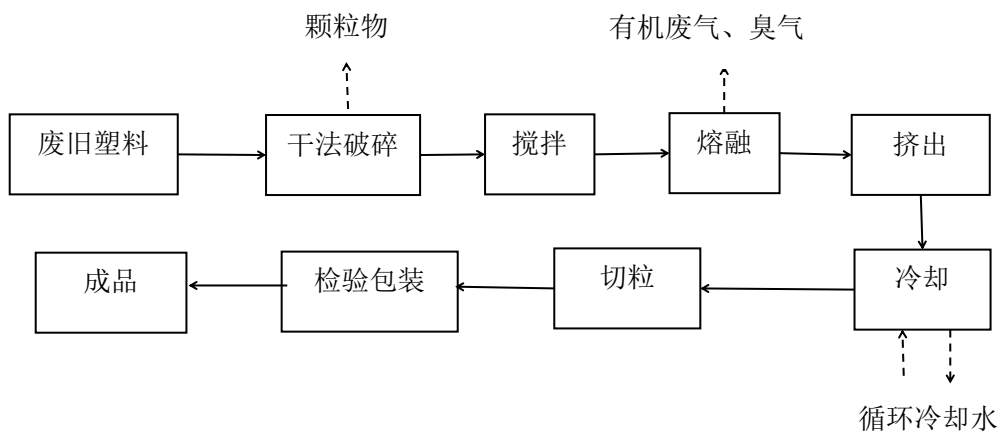 颗粒物
有机废气、臭气
废旧塑料
干法破碎
搅拌
熔融
挤出
成品
检验包装
切粒
冷却
循环冷却水